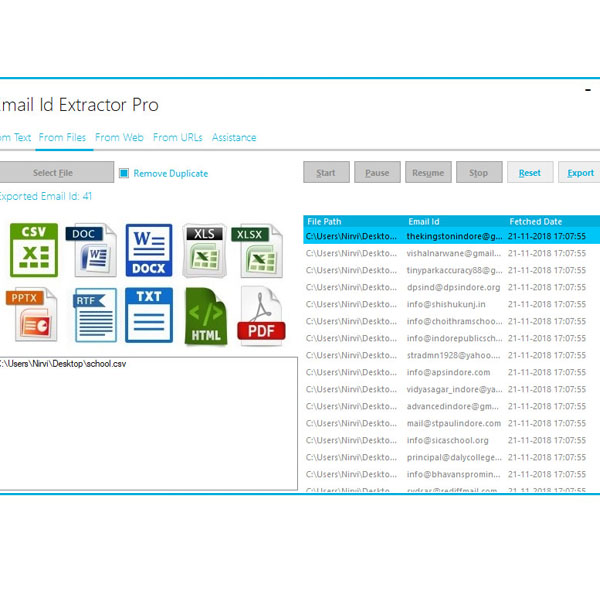 mail Id Extractor Pro
om Text From Files From Web From URLs Assistance
Select File Remove Duplicate Start Pause Resume Stop Reset Export
Exported Email Id: 41
CSV DOC DOCX XLS XLSX
PPTX RTF TXT HTML PDF
:\Users\Nirvi\Desktop\school.csv
File Path Email Id Fetched Date
C:\Users\Nirvi\Deskto... thekingstonindore@g... 21-11-2018 17:07:55
C:\Users\Nirvi\Deskto... vishalnarwane@gmail... 21-11-2018 17:07:55
C:\Users\Nirvi\Deskto... tinyparkaccuracy88@g... 21-11-2018 17:07:55
C:\Users\Nirvi\Deskto... dpsind@dpsindore.org 21-11-2018 17:07:55
C:\Users\Nirvi\Deskto... info@shishukunj.in 21-11-2018 17:07:55
C:\Users\Nirvi\Deskto... info@choithramschoo... 21-11-2018 17:07:55
C:\Users\Nirvi\Deskto... info@indorepublicsch... 21-11-2018 17:07:55
C:\Users\Nirvi\Deskto... stradmn1928@yahoo.... 21-11-2018 17:07:55
C:\Users\Nirvi\Deskto... info@apsindore.com 21-11-2018 17:07:55
C:\Users\Nirvi\Deskto... vidyasagar_indore@ya... 21-11-2018 17:07:55
C:\Users\Nirvi\Deskto... advancedindore@gm... 21-11-2018 17:07:55
C:\Users\Nirvi\Deskto... mail@stpaulindore.com 21-11-2018 17:07:55
C:\Users\Nirvi\Deskto... info@sicaschool.org 21-11-2018 17:07:55
C:\Users\Nirvi\Deskto... principal@dalycollege... 21-11-2018 17:07:55
C:\Users\Nirvi\Deskto... info@bhavanspromin... 21-11-2018 17:07:55
C:\Users\Nirvi\Deskto... 21-11-2018 17:07:55